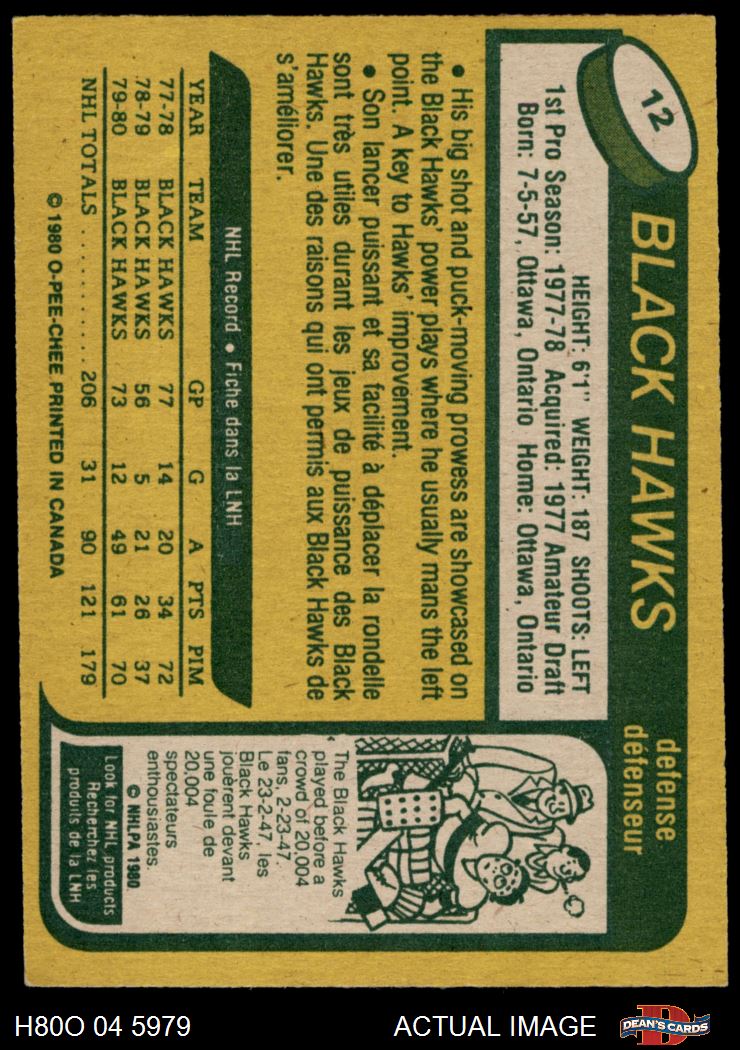 12
BLACK HAWKS
defense
défenseur
HEIGHT: 6'1" WEIGHT: 187 SHOOTS: LEFT
1st Pro Season: 1977-78 Acquired: 1977 Amateur Draft
Born: 7-5-57, Ottawa, Ontario Home: Ottawa, Ontario
• His big shot and puck-moving prowess are showcased on
the Black Hawks' power plays where he usually mans the left
point. A key to Hawks' improvement.
• Son lancer puissant et sa facilité à déplacer la rondelle
sont très utiles durant les jeux de puissance des Black
Hawks. Une des raisons qui ont permis aux Black Hawks de
s'améliorer.
NHL Record • Fiche dans la LNH
YEAR TEAM GP G A PTS PIM
77-78 BLACK HAWKS 77 14 20 34 72
78-79 BLACK HAWKS 56 5 21 26 37
79-80 BLACK HAWKS 73 12 49 61 70
NHL TOTALS .......... 206 31 90 121 179
© 1980 O-PEE-CHEE PRINTED IN CANADA
The Black Hawks
played before a
crowd of 20,004
fans, 2-23-47.
Le 23-2-47, les
Black Hawks
jouèrent devant
une foule de
20,004
spectateurs
enthousiastes.
© NHLPA 1980
Look for NHL products
Recherchez les
produits de la LNH
H80O 04 5979
ACTUAL IMAGE
D
DEAN'S CARDS